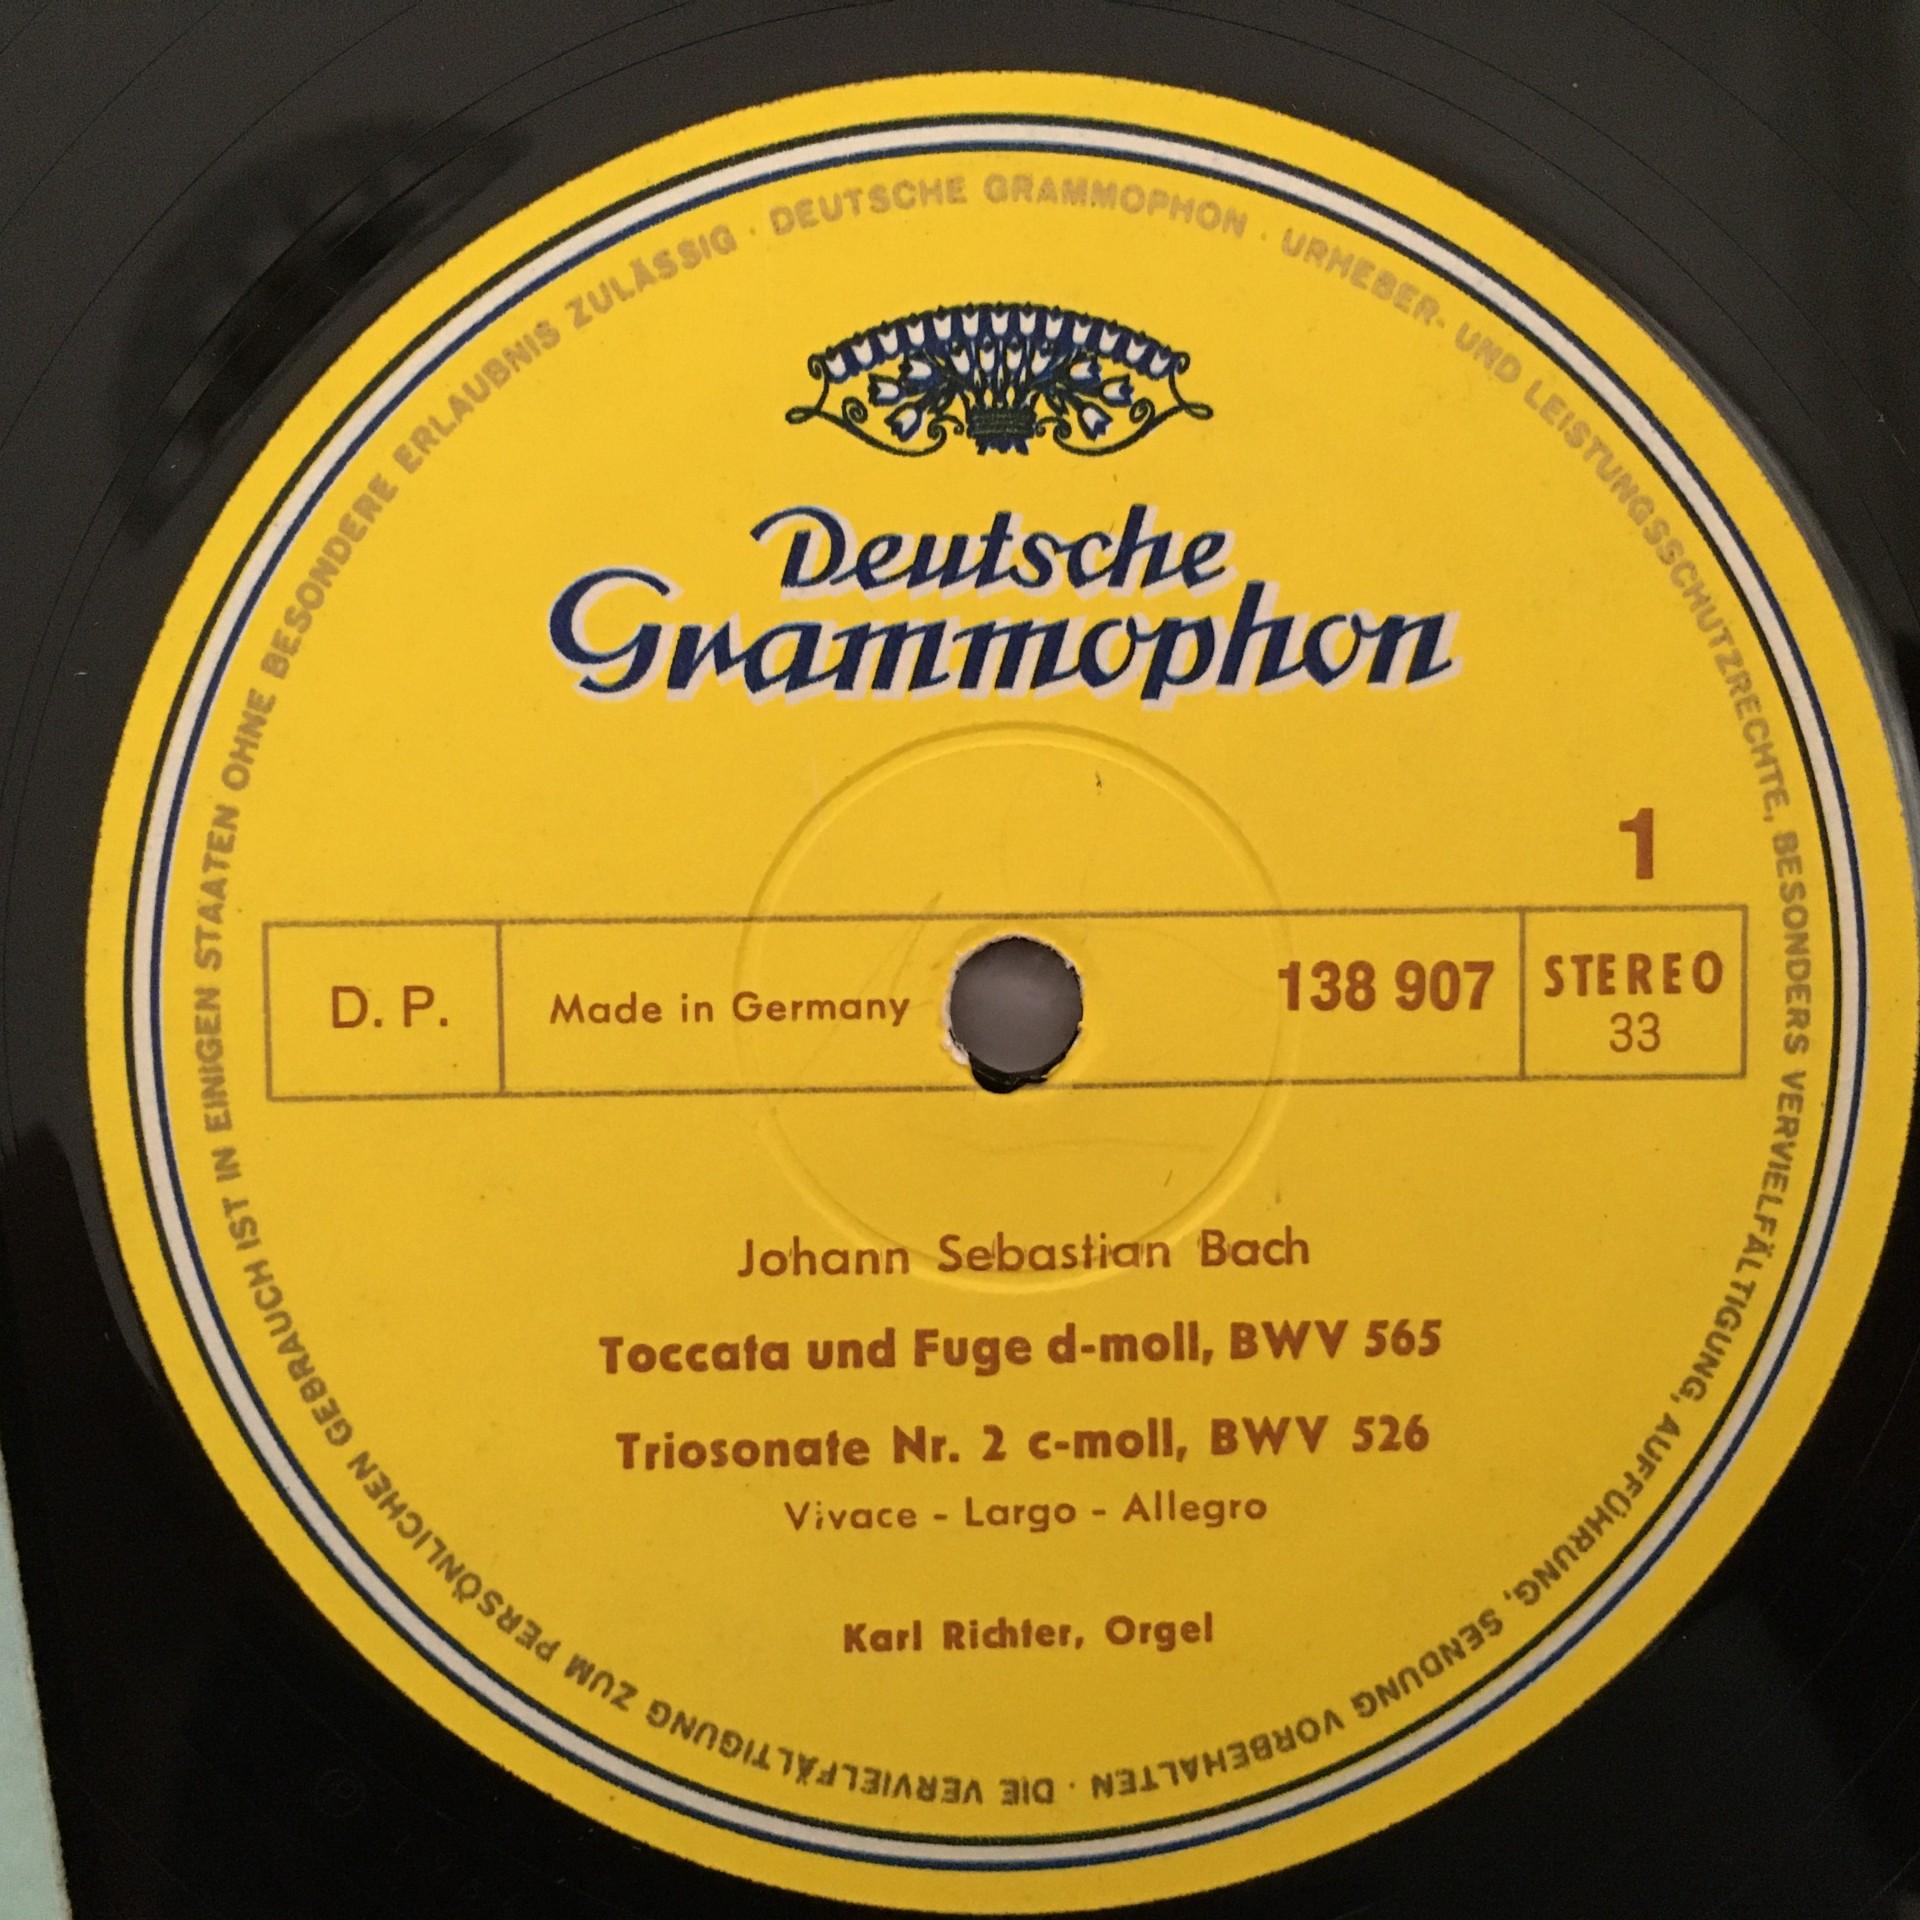 DEUTSCHE GRAMMOPHON · URHEBER- UND LEISTUNGSSCHUTZRECHTE, BESONDERS VERVIELFÄLTIGUNG, AUFFÜHRUNG, SENDUNG VORBEHALTEN · DIE VERVIELFÄLTIGUNG ZUM PERSÖNLICHEN GEBRAUCH IST IN EINIGEN STAATEN OHNE BESONDERE ERLAUBNIS ZULÄSSIG ·
Deutsche
Grammophon
1
D. P.
Made in Germany
138 907
STEREO
33
Johann Sebastian Bach
Toccata und Fuge d-moll, BWV 565
Triosonate Nr. 2 c-moll, BWV 526
Vivace - Largo - Allegro
Karl Richter, Orgel